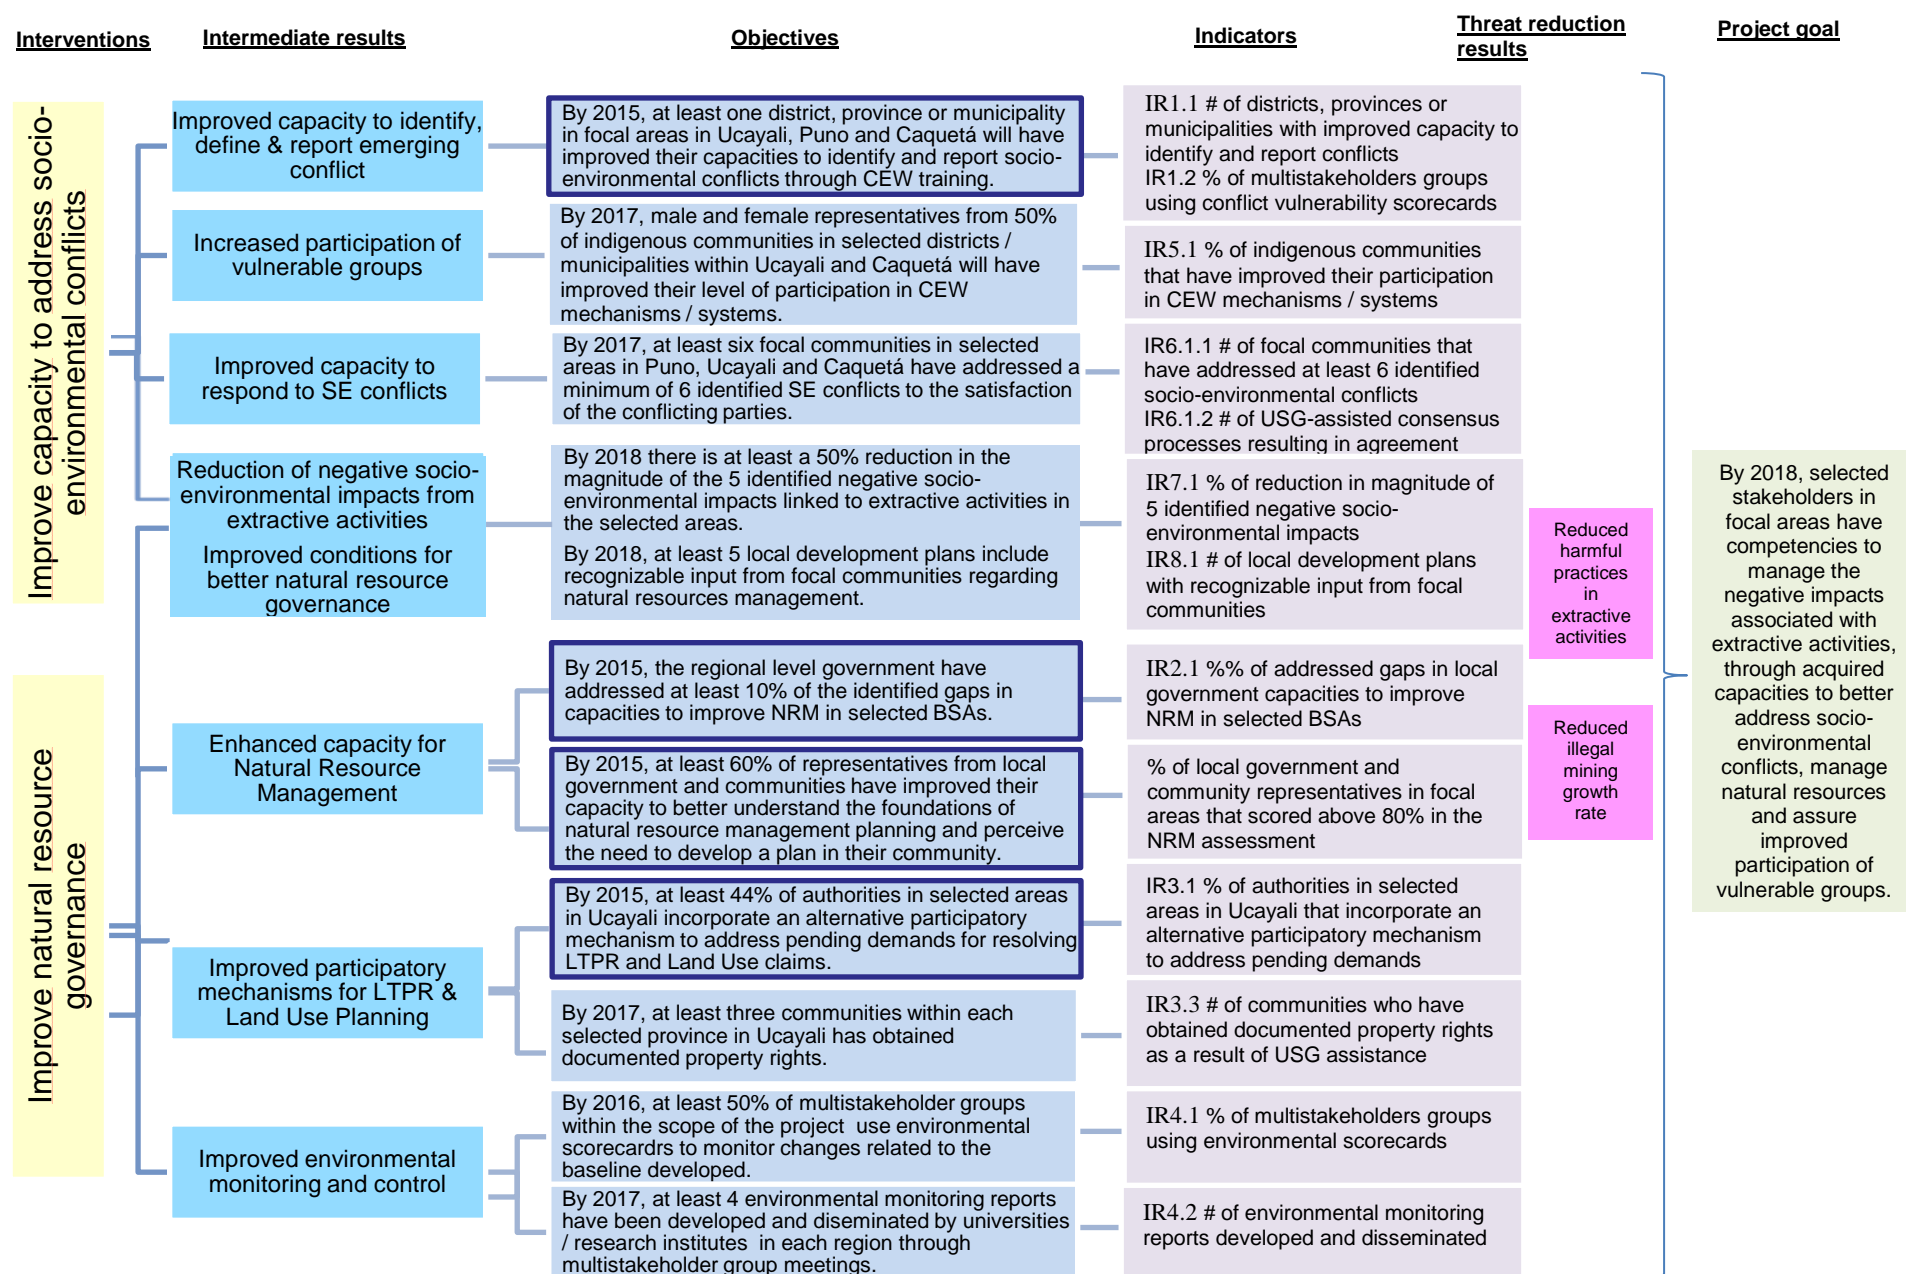 Interventions
Intermediate results
Objectives
Indicators
Threat reduction
results
Project goal
Improve capacity to address socio-
environmental conflicts
Improved capacity to identify,
define & report emerging
conflict
By 2015, at least one district, province or municipality
in focal areas in Ucayali, Puno and Caquetá will have
improved their capacities to identify and report socio-
environmental conflicts through CEW training.
IR1.1 # of districts, provinces or
municipalities with improved capacity to
identify and report conflicts
IR1.2 % of multistakeholders groups
using conflict vulnerability scorecards
Increased participation of
vulnerable groups
By 2017, male and female representatives from 50%
of indigenous communities in selected districts /
municipalities within Ucayali and Caquetá will have
improved their level of participation in CEW
mechanisms / systems.
IR5.1 % of indigenous communities
that have improved their participation
in CEW mechanisms / systems
Improved capacity to
respond to SE conflicts
By 2017, at least six focal communities in selected
areas in Puno, Ucayali and Caquetá have addressed a
minimum of 6 identified SE conflicts to the satisfaction
of the conflicting parties.
IR6.1.1 # of focal communities that
have addressed at least 6 identified
socio-environmental conflicts
IR6.1.2 # of USG-assisted consensus
processes resulting in agreement
Reduction of negative socio-
environmental impacts from
extractive activities
Improved conditions for
better natural resource
governance
By 2018 there is at least a 50% reduction in the
magnitude of the 5 identified negative socio-
environmental impacts linked to extractive activities in
the selected areas.
By 2018, at least 5 local development plans include
recognizable input from focal communities regarding
natural resources management.
IR7.1 % of reduction in magnitude of
5 identified negative socio-
environmental impacts
IR8.1 # of local development plans
with recognizable input from focal
communities
Improve natural resource
governance
Enhanced capacity for
Natural Resource
Management
By 2015, the regional level government have
addressed at least 10% of the identified gaps in
capacities to improve NRM in selected BSAs.
IR2.1 %% of addressed gaps in local
government capacities to improve
NRM in selected BSAs
By 2015, at least 60% of representatives from local
government and communities have improved their
capacity to better understand the foundations of
natural resource management planning and perceive
the need to develop a plan in their community.
% of local government and
community representatives in focal
areas that scored above 80% in the
NRM assessment
Improved participatory
mechanisms for LTPR &
Land Use Planning
By 2015, at least 44% of authorities in selected areas
in Ucayali incorporate an alternative participatory
mechanism to address pending demands for resolving
LTPR and Land Use claims.
IR3.1 % of authorities in selected
areas in Ucayali that incorporate an
alternative participatory mechanism
to address pending demands
By 2017, at least three communities within each
selected province in Ucayali has obtained
documented property rights.
IR3.3 # of communities who have
obtained documented property rights
as a result of USG assistance
Improved environmental
monitoring and control
By 2016, at least 50% of multistakeholder groups
within the scope of the project use environmental
scorecardrs to monitor changes related to the
baseline developed.
IR4.1 % of multistakeholders groups
using environmental scorecards
By 2017, at least 4 environmental monitoring reports
have been developed and diseminated by universities
/ research institutes in each region through
multistakeholder group meetings.
IR4.2 # of environmental monitoring
reports developed and disseminated
Reduced
harmful
practices
in
extractive
activities
Reduced
illegal
mining
growth
rate
By 2018, selected
stakeholders in
focal areas have
competencies to
manage the
negative impacts
associated with
extractive activities,
through acquired
capacities to better
address socio-
environmental
conflicts, manage
natural resources
and assure
improved
participation of
vulnerable groups.